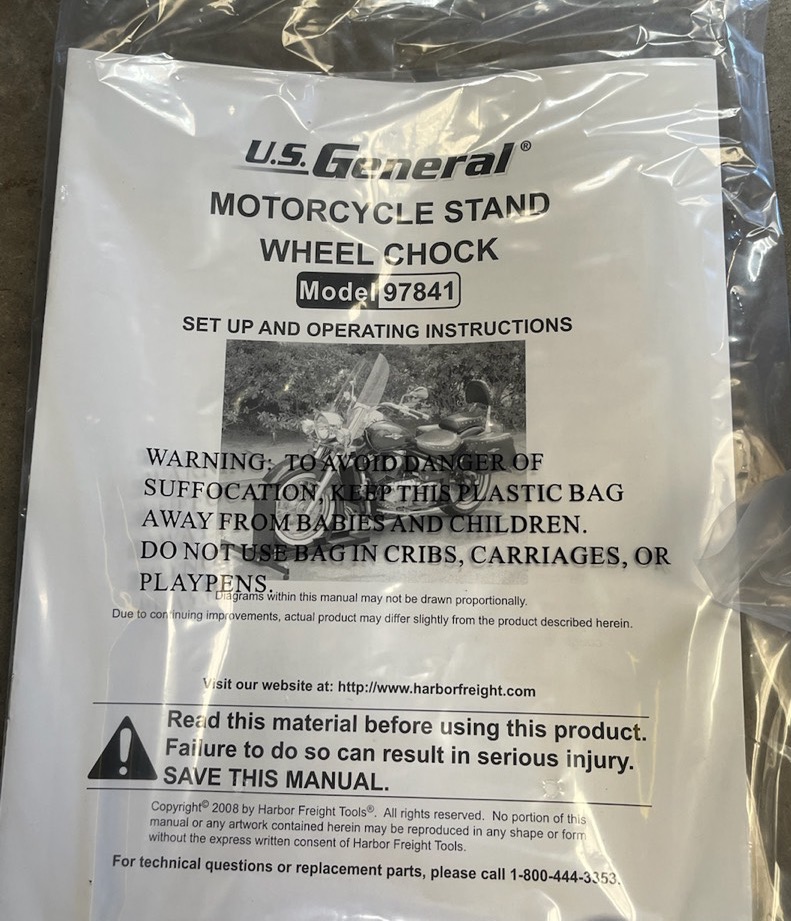 U.S. General®
MOTORCYCLE STAND
WHEEL CHOCK
Model 97841
SET UP AND OPERATING INSTRUCTIONS
WARNING: TO AVOID DANGER OF
SUFFOCATION, KEEP THIS PLASTIC BAG
AWAY FROM BABIES AND CHILDREN.
DO NOT USE BAG IN CRIBS, CARRIAGES, OR
PLAYPENS.
Diagrams within this manual may not be drawn proportionally.
Due to continuing improvements, actual product may differ slightly from the product described herein.
Visit our website at: http://www.harborfreight.com
Read this material before using this product.
Failure to do so can result in serious injury.
SAVE THIS MANUAL.
Copyright© 2008 by Harbor Freight Tools®. All rights reserved. No portion of this
manual or any artwork contained herein may be reproduced in any shape or form
without the express written consent of Harbor Freight Tools.
For technical questions or replacement parts, please call 1-800-444-3353.